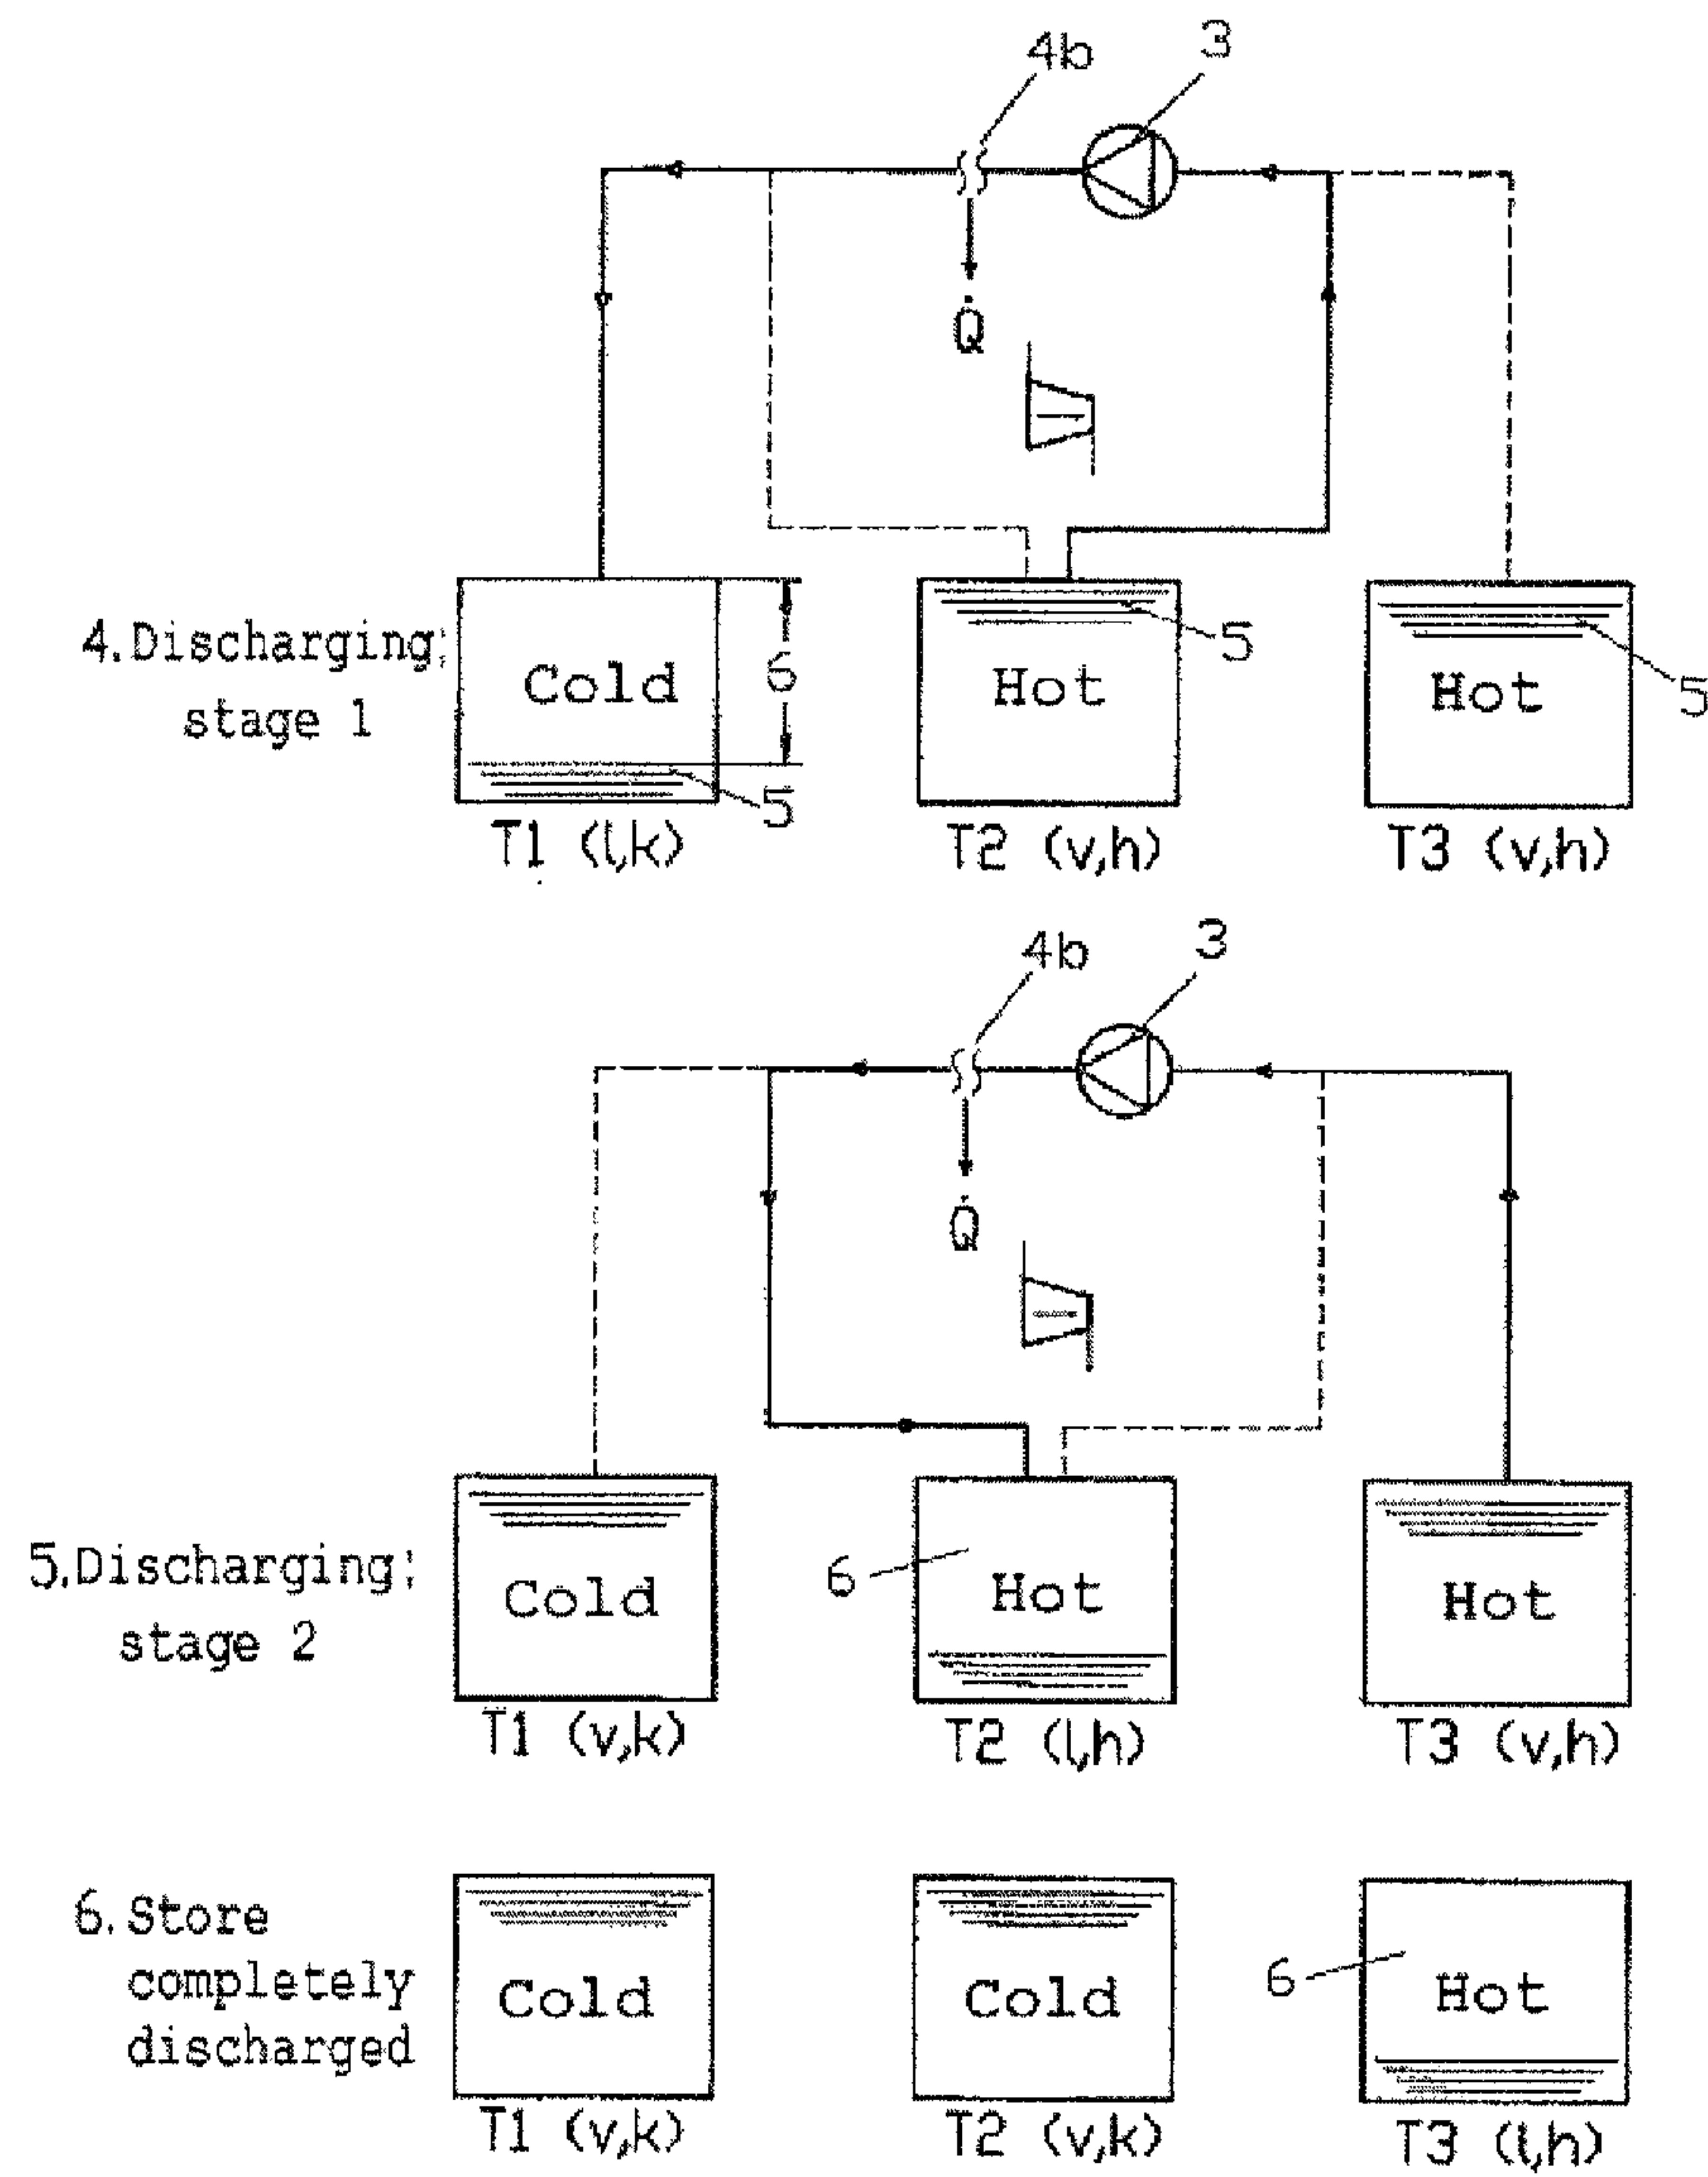 4b
3
Q̇
4. Discharging:
stage 1
Cold
6
5
Hot
5
Hot
5
T1 (l,k)
T2 (v,h)
T3 (v,h)
4b
3
Q̇
5. Discharging:
stage 2
Cold
6
Hot
Hot
T1 (v,k)
T2 (l,h)
T3 (v,h)
6. Store
completely
discharged
Cold
Cold
6
Hot
T1 (v,k)
T2 (v,k)
T3 (l,h)